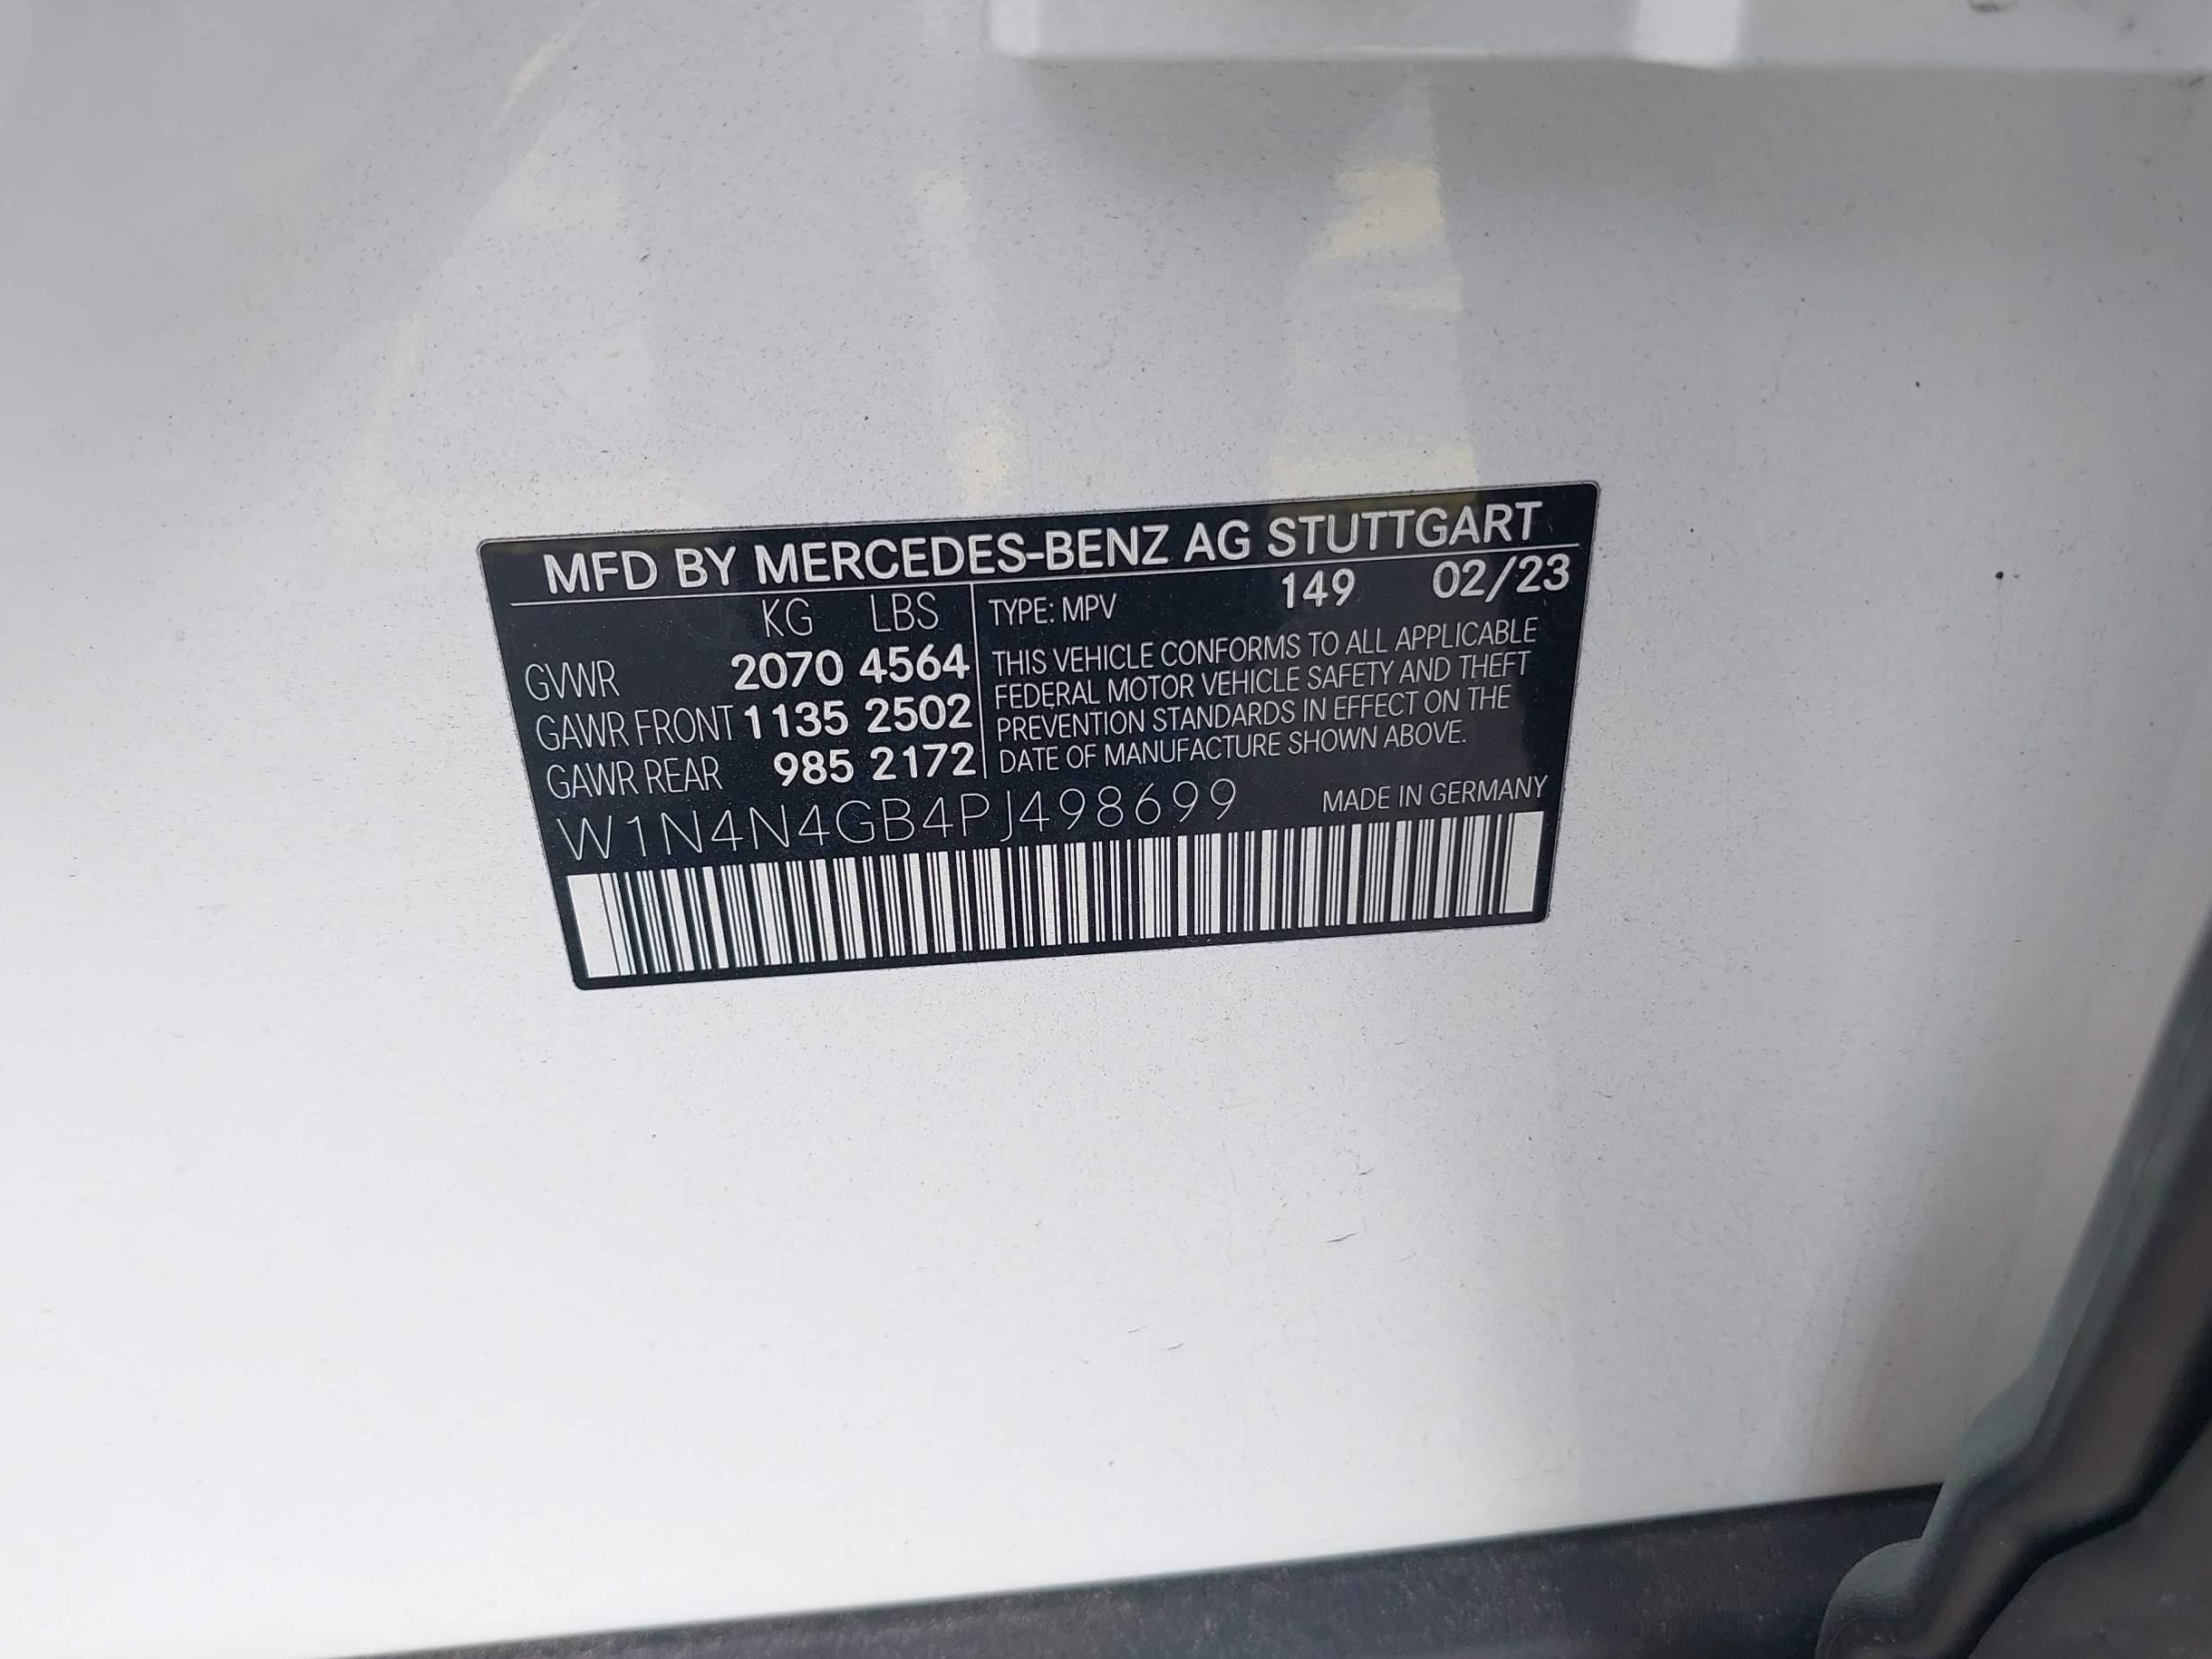 MFD BY MERCEDES-BENZ AG STUTTGART
KG LBS
GVWR 2070 4564
GAWR FRONT 1135 2502
GAWR REAR 985 2172
TYPE: MPV 149 02/23
THIS VEHICLE CONFORMS TO ALL APPLICABLE
FEDERAL MOTOR VEHICLE SAFETY AND THEFT
PREVENTION STANDARDS IN EFFECT ON THE
DATE OF MANUFACTURE SHOWN ABOVE.
W1N4N4GB4PJ498699 MADE IN GERMANY